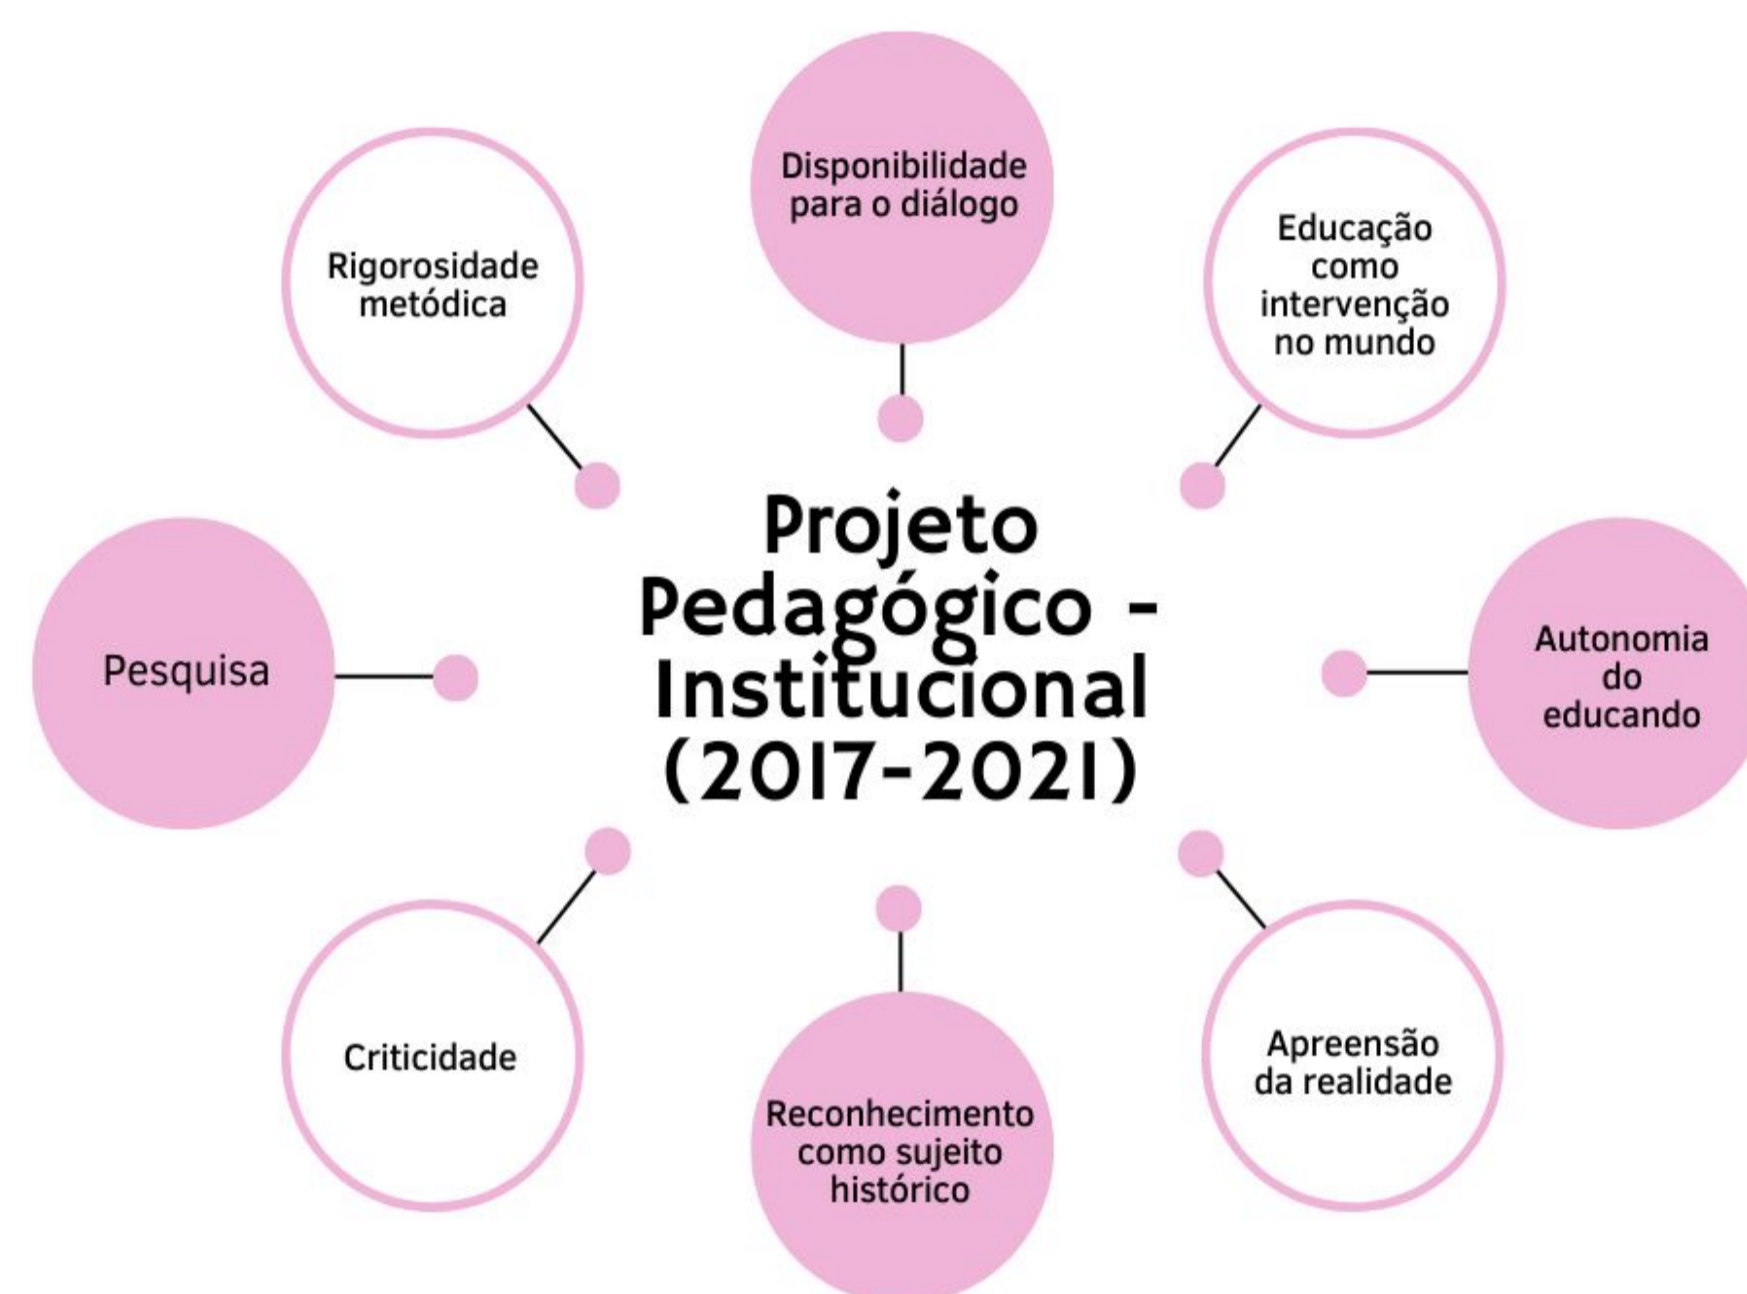 Disponibilidade
para o diálogo
Rigorosidade
metódica
Educação
como
intervenção
no mundo
Projeto
Pedagógico -
Institucional
(2017-2021)
Pesquisa
Autonomia
do
educando
Criticidade
Reconhecimento
como sujeito
histórico
Apreensão
da realidade